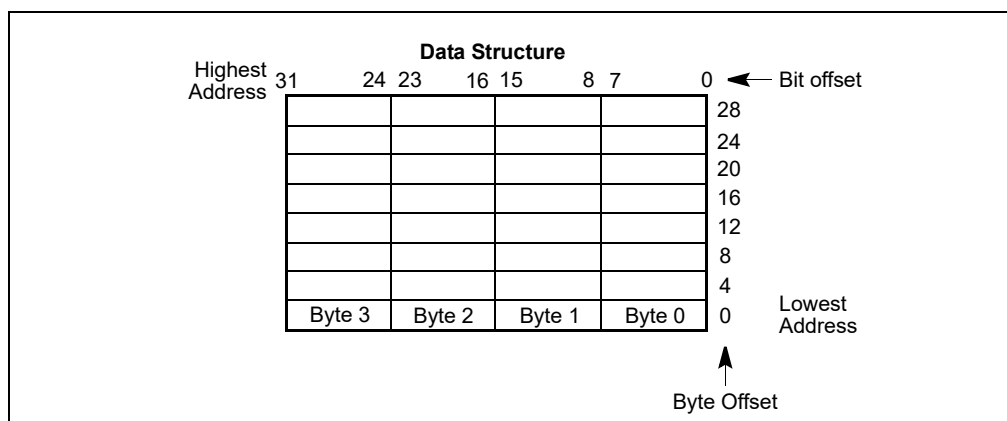 Data Structure
Highest
Address
31 24 23 16 15 8 7 0 Bit offset
28
24
20
16
12
8
4
Byte 3 Byte 2 Byte 1 Byte 0 0
Lowest
Address
Byte Offset